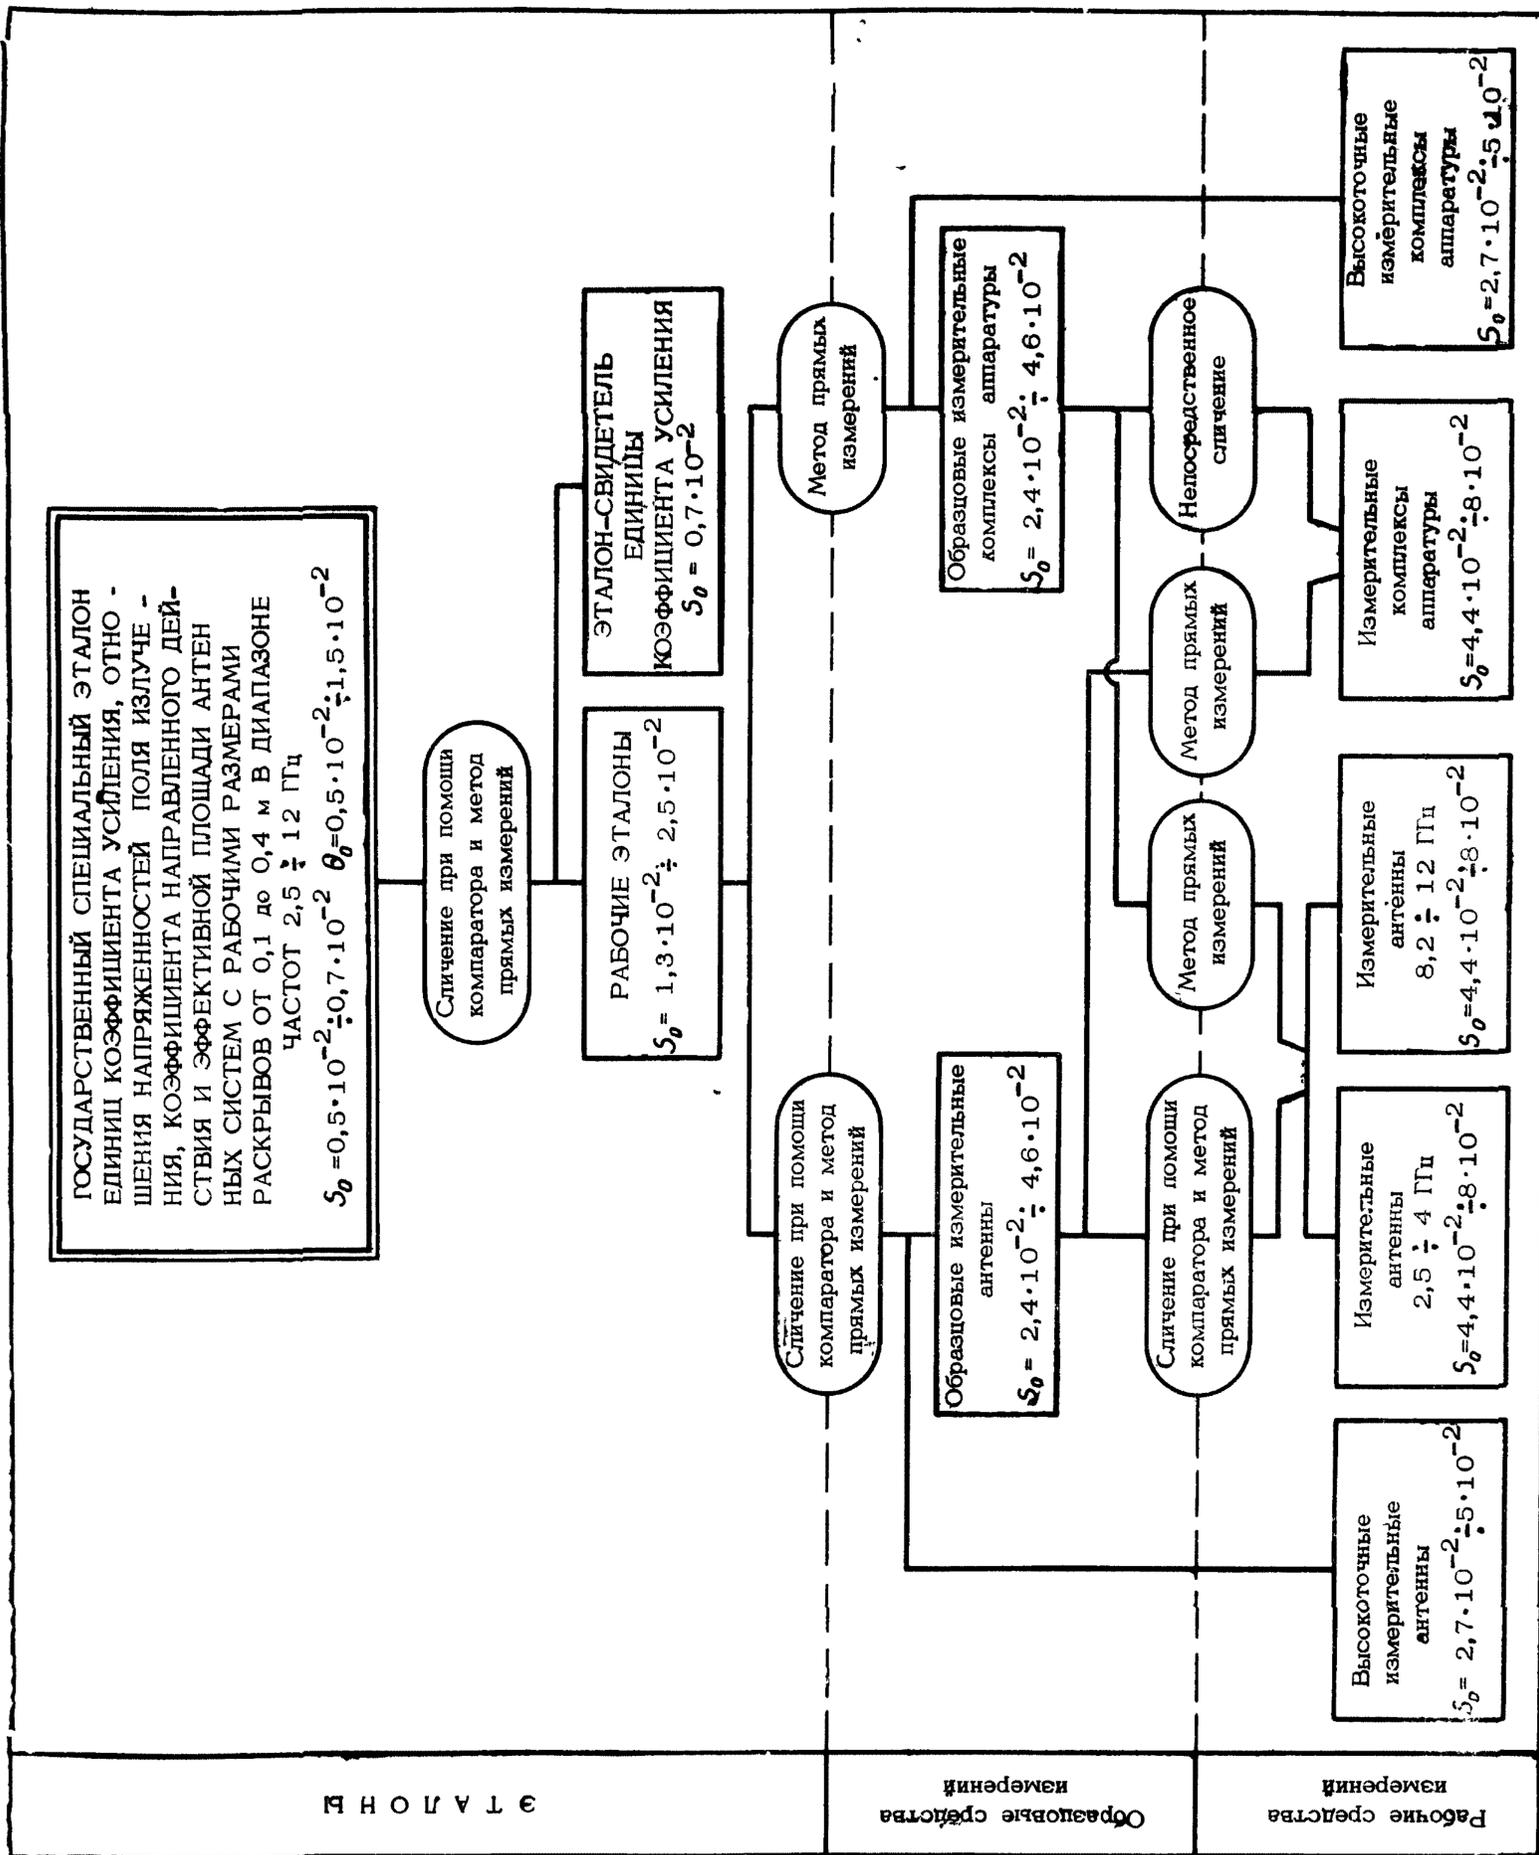 ЭТАЛОНЫ
ГОСУДАРСТВЕННЫЙ СПЕЦИАЛЬНЫЙ ЭТАЛОН
ЕДИНИЦ КОЭФФИЦИЕНТА УСИЛЕНИЯ, ОТНО -
ШЕНИЯ НАПРЯЖЕННОСТЕЙ ПОЛЯ ИЗЛУЧЕ -
НИЯ, КОЭФФИЦИЕНТА НАПРАВЛЕННОГО ДЕЙ-
СТВИЯ И ЭФФЕКТИВНОЙ ПЛОЩАДИ АНТЕН
НЫХ СИСТЕМ С РАБОЧИМИ РАЗМЕРАМИ
РАСКРЫВОВ ОТ 0,1 до 0,4 м В ДИАПАЗОНЕ
ЧАСТОТ 2,5 ÷ 12 ГГц
S₀ =0,5·10⁻²÷0,7·10⁻² θ₀=0,5·10⁻²÷1,5·10⁻²
Сличение при помощи
компаратора и метод
прямых измерений
РАБОЧИЕ ЭТАЛОНЫ
S₀= 1,3·10⁻²÷ 2,5·10⁻²
ЭТАЛОН-СВИДЕТЕЛЬ
ЕДИНИЦЫ
КОЭФФИЦИЕНТА УСИЛЕНИЯ
S₀ = 0,7·10⁻²
Сличение при помощи
компаратора и метод
прямых измерений
Метод прямых
измерений
Образцовые средства
измерений
Образцовые измерительные
антенны
S₀= 2,4·10⁻²÷ 4,6·10⁻²
Образцовые измерительные
комплексы аппаратуры
S₀= 2,4·10⁻²÷ 4,6·10⁻²
Сличение при помощи
компаратора и метод
прямых измерений
Метод прямых
измерений
Метод прямых
измерений
Непосредственное
сличение
Рабочие средства
измерений
Высокоточные
измерительные
антенны
S₀= 2,7·10⁻²÷5·10⁻²
Измерительные
антенны
2,5 ÷ 4 ГГц
S₀=4,4·10⁻²÷8·10⁻²
Измерительные
антенны
8,2 ÷ 12 ГГц
S₀=4,4·10⁻²÷8·10⁻²
Измерительные
комплексы
аппаратуры
S₀=4,4·10⁻²÷8·10⁻²
Высокоточные
измерительные
комплексы
аппаратуры
S₀=2,7·10⁻²÷5·10⁻²